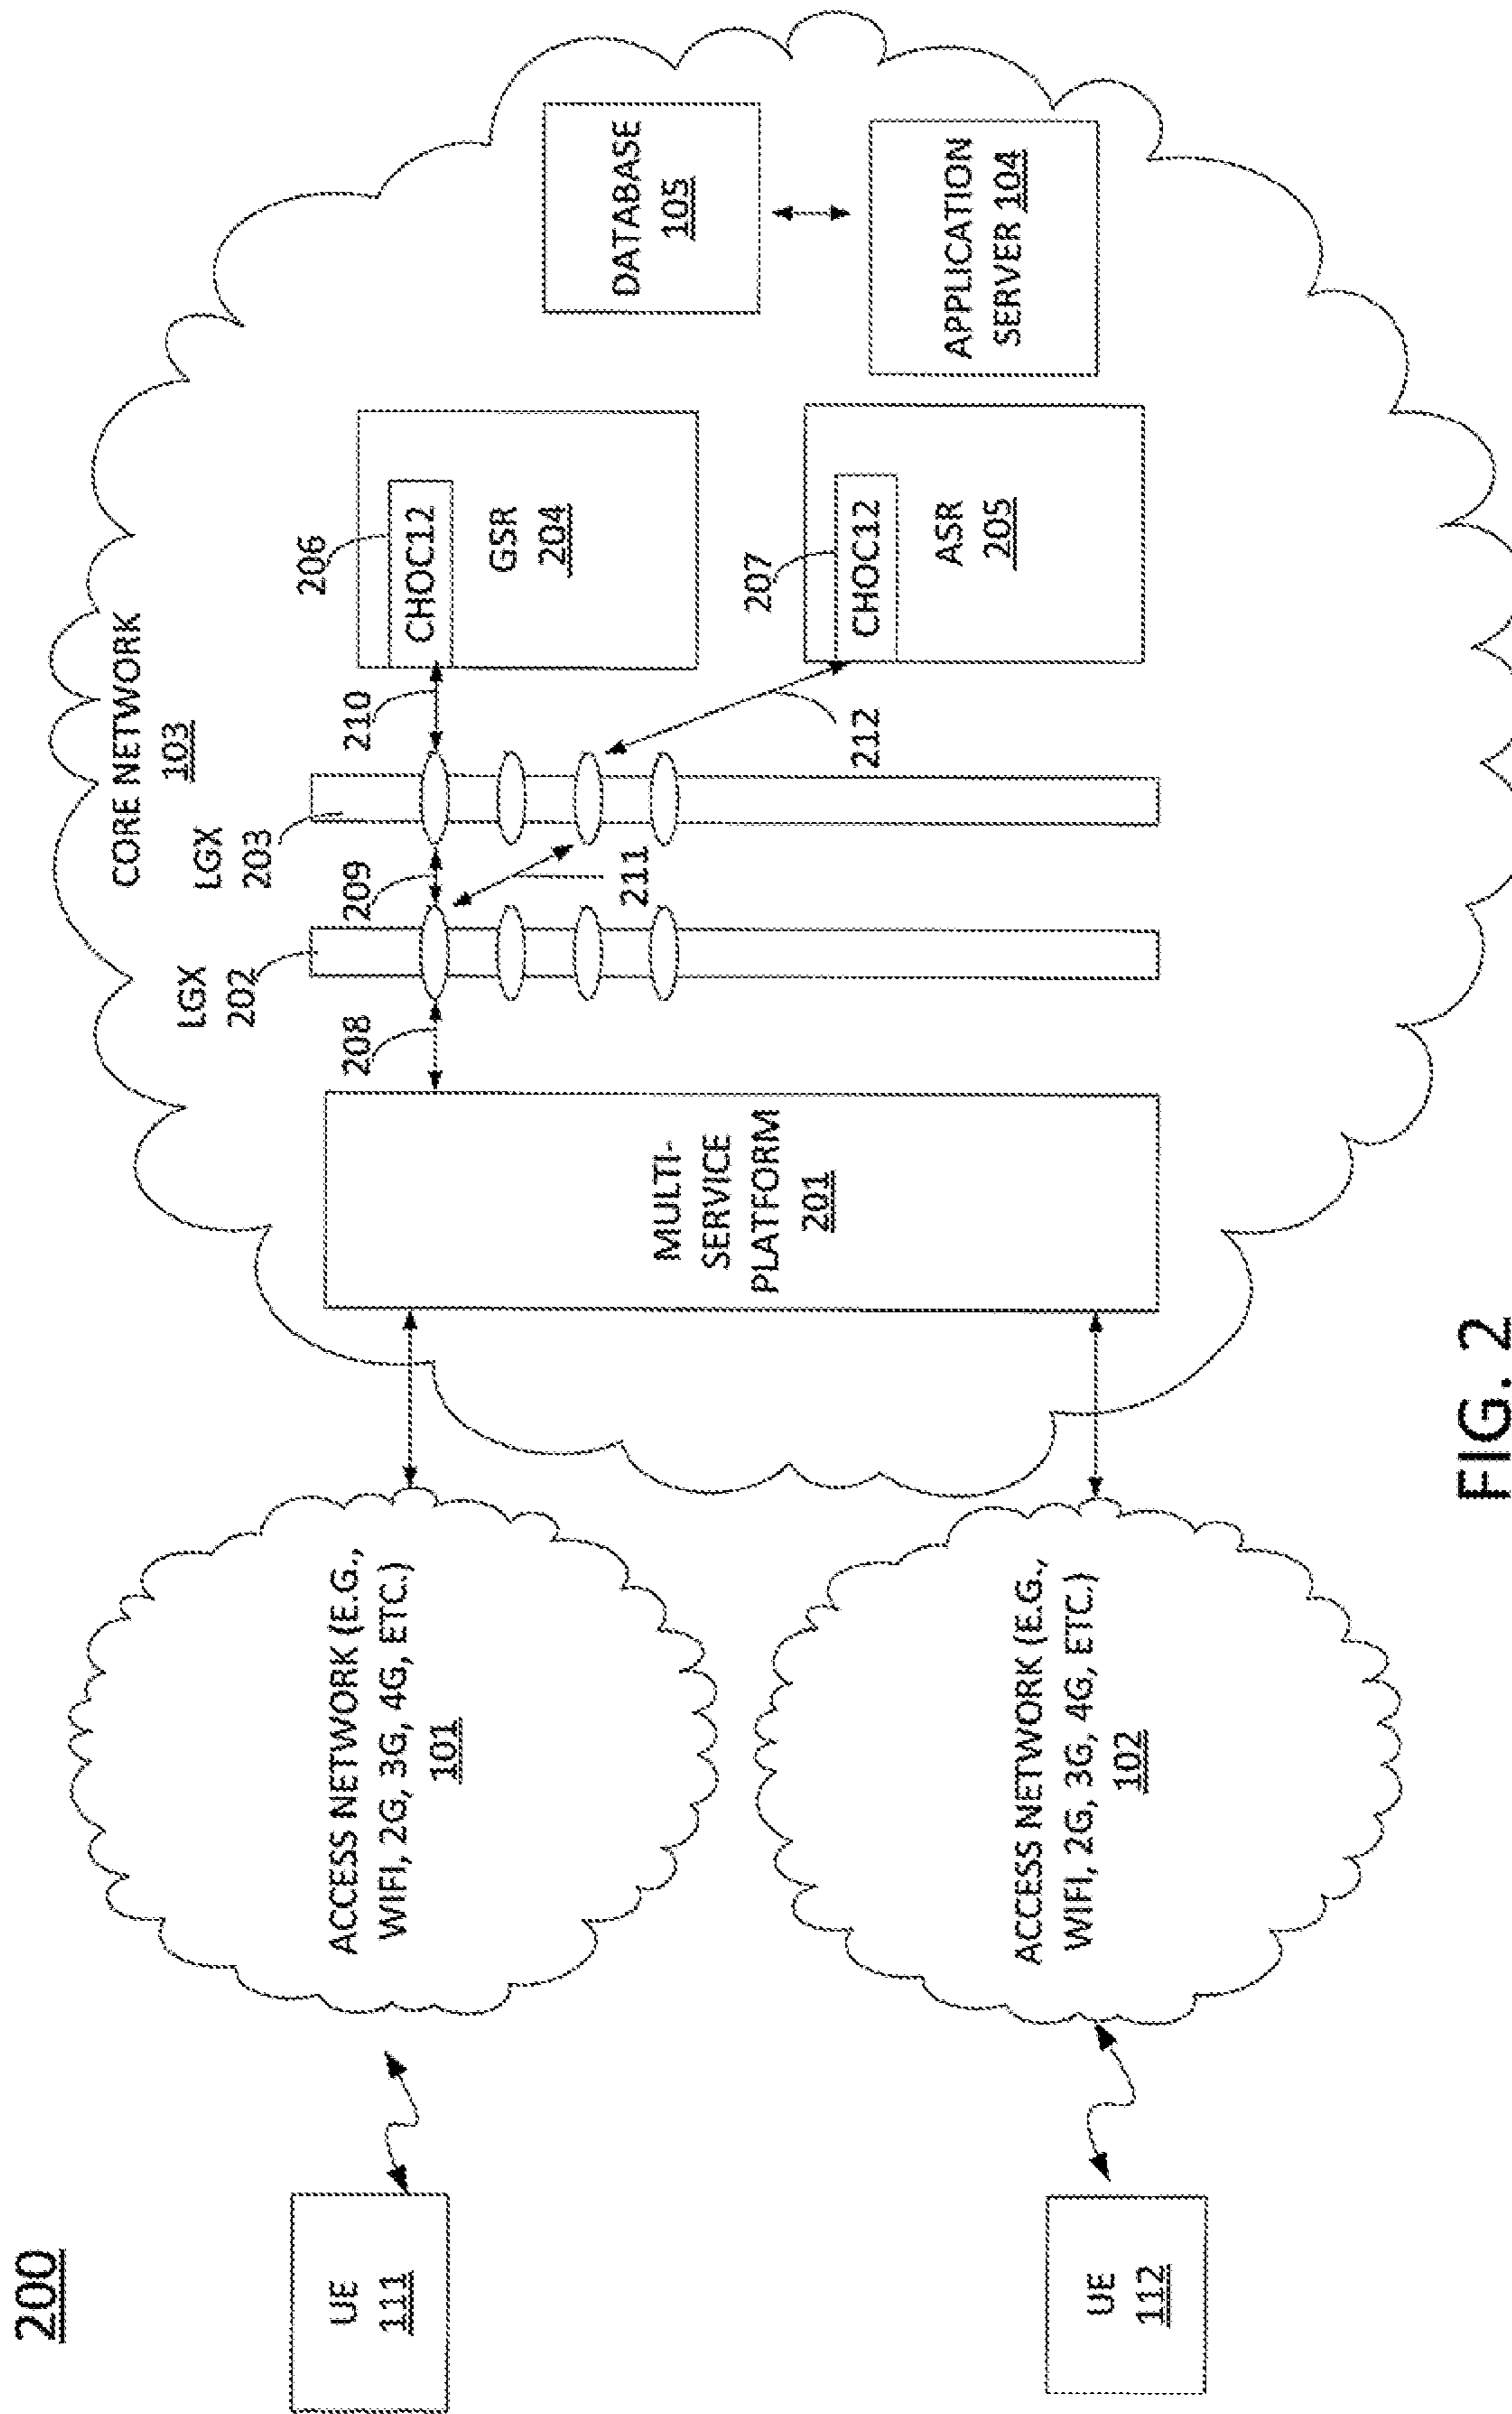 200
CORE NETWORK
103
LGX
202
LGX
203
206
208
209
210
CHOC12
GSR
204
DATABASE
105
UE
111
ACCESS NETWORK (E.G.,
WIFI, 2G, 3G, 4G, ETC.)
101
MULTI-
SERVICE
PLATFORM
201
211
212
207
CHOC12
ASR
205
APPLICATION
SERVER 104
UE
112
ACCESS NETWORK (E.G.,
WIFI, 2G, 3G, 4G, ETC.)
102
FIG. 2